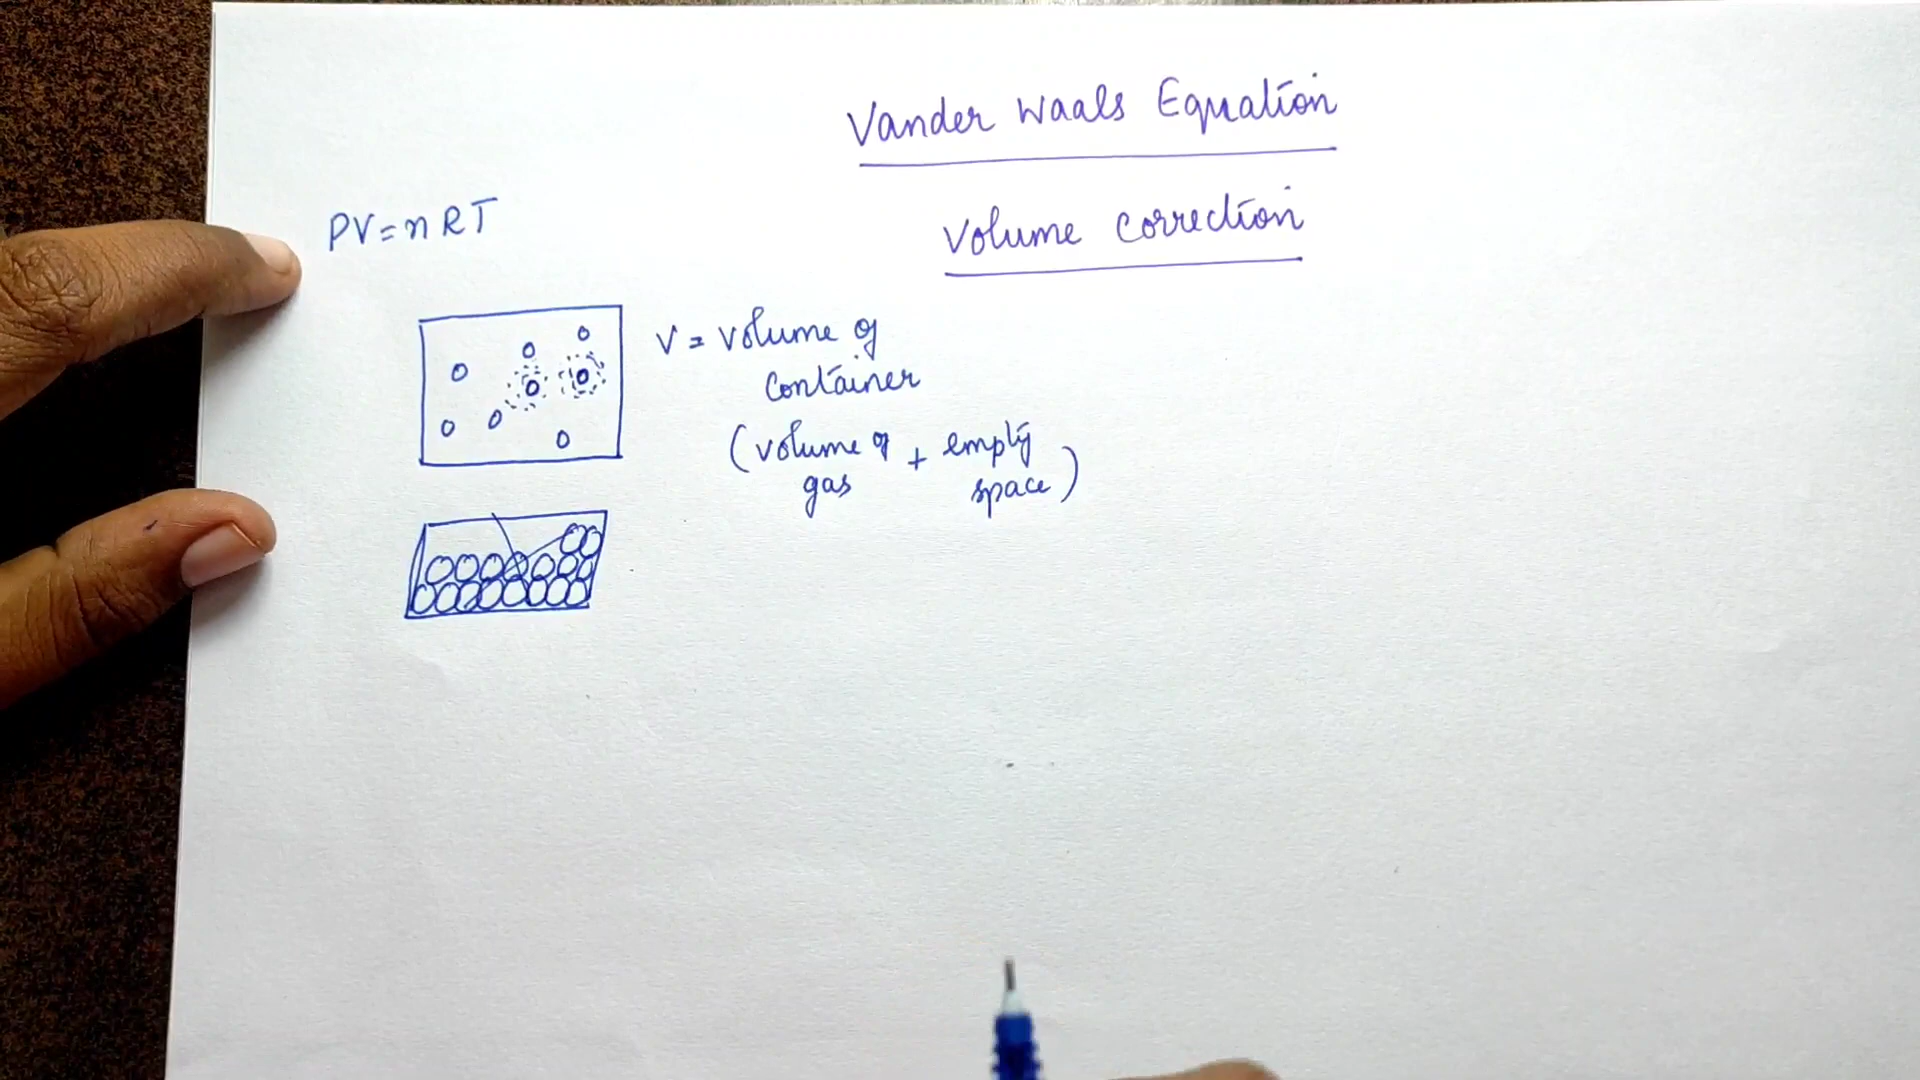 Vander Waals Equation
Volume Correction
PV = nRT
V = Volume of
Container
(Volume of + empty
gas space)